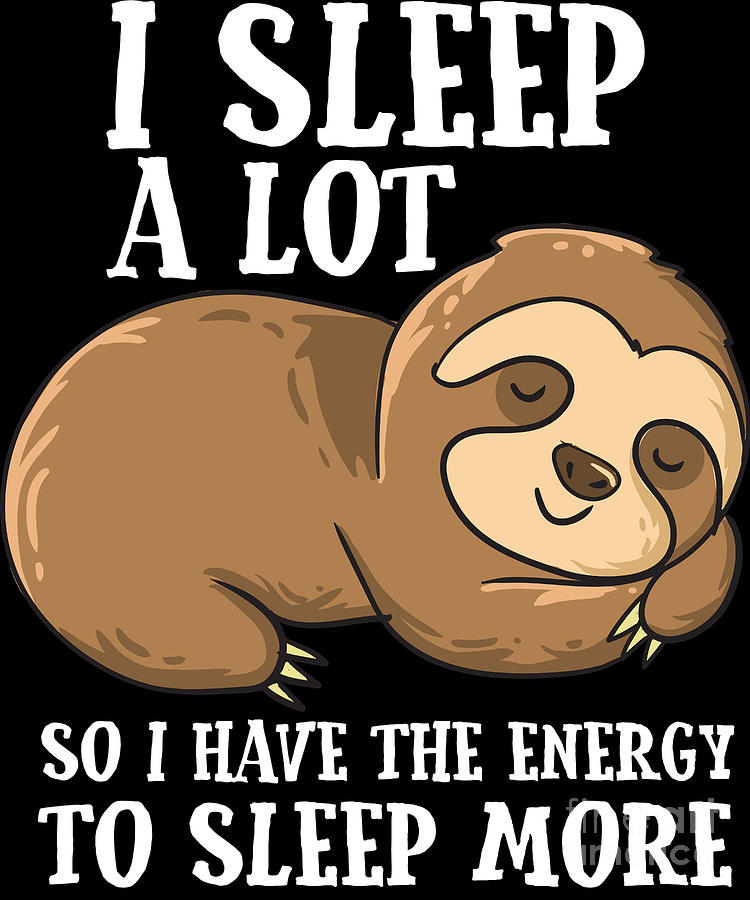 I SLEEP
A LOT
SO I HAVE THE ENERGY
TO SLEEP MORE
fine art
america